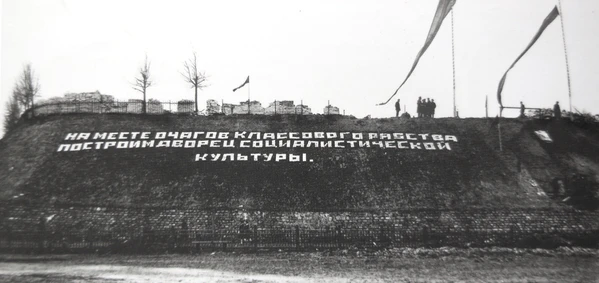 НА МЕСТЕ ОЧАГОВ КЛАССОВОГО РАБСТВА
ПОСТРОИМ ДВОРЕЦ СОЦИАЛИСТИЧЕСКОЙ
КУЛЬТУРЫ.